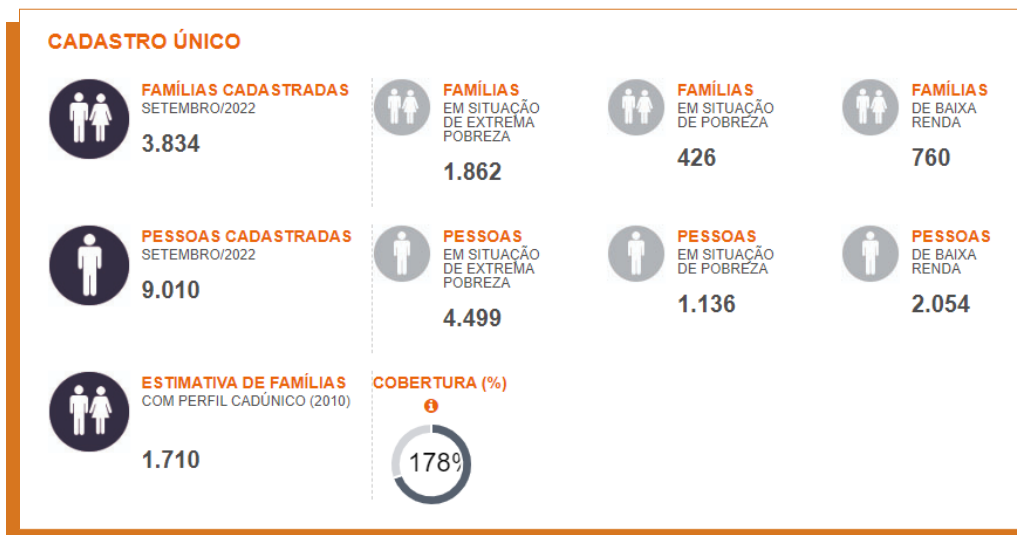 CADASTRO ÚNICO
FAMÍLIAS CADASTRADAS
SETEMBRO/2022
3.834
FAMÍLIAS
EM SITUAÇÃO
DE EXTREMA
POBREZA
1.862
FAMÍLIAS
EM SITUAÇÃO
DE POBREZA
426
FAMÍLIAS
DE BAIXA
RENDA
760
PESSOAS CADASTRADAS
SETEMBRO/2022
9.010
PESSOAS
EM SITUAÇÃO
DE EXTREMA
POBREZA
4.499
PESSOAS
EM SITUAÇÃO
DE POBREZA
1.136
PESSOAS
DE BAIXA
RENDA
2.054
ESTIMATIVA DE FAMÍLIAS
COM PERFIL CADÚNICO (2010)
1.710
COBERTURA (%)
178%